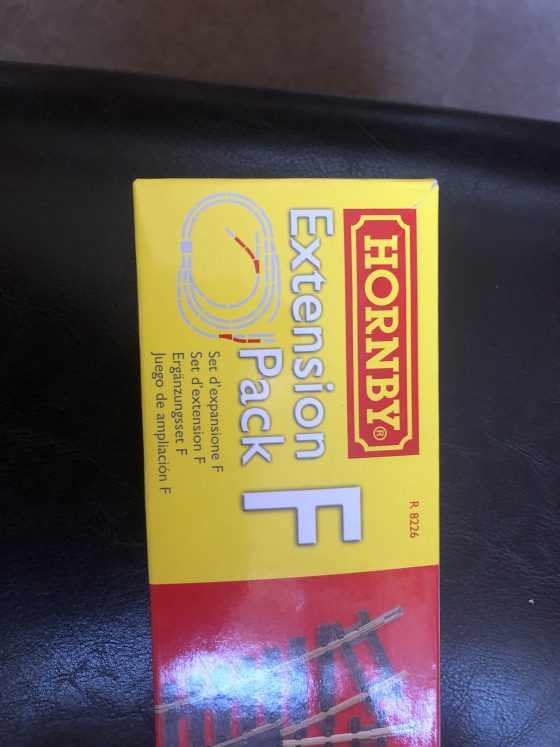 HORNBY®
R 8226
Extension
Pack F
Set d'expansione F
Set d'extension F
Ergänzungsset F
Juego de ampliación F